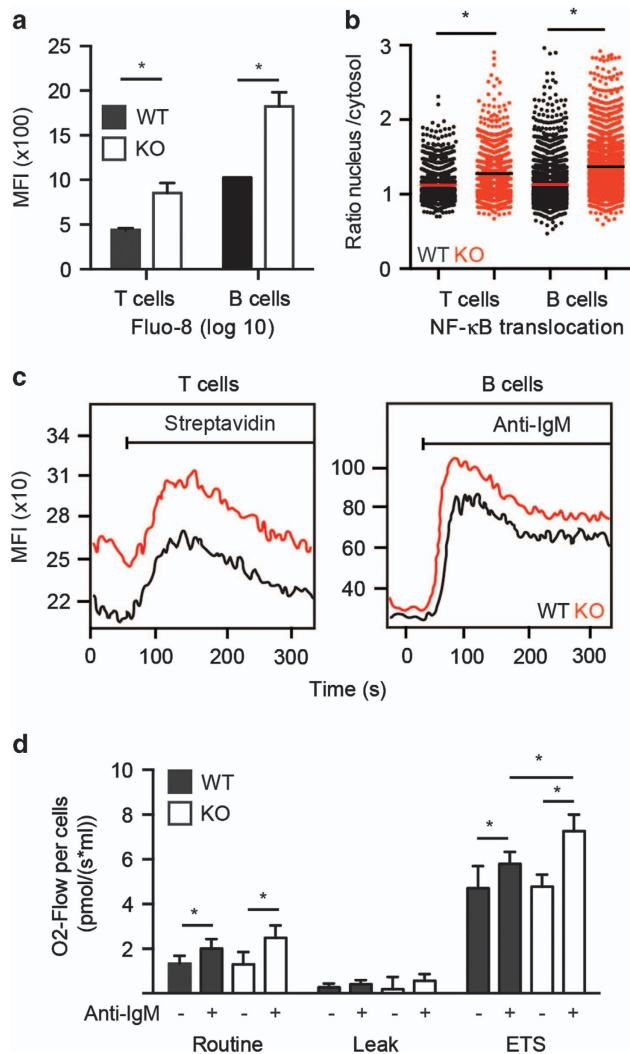 a
*
*
25
20
15
10
5
0
MFI (x100)
WT
KO
T cells B cells
Fluo-8 (log 10)
b
*
*
3
2
1
0
Ratio nucleus /cytosol
WT KO
T cells B cells
NF-κB translocation
c
T cells
Streptavidin
34
31
28
25
22
MFI (x10)
0 100 200 300
B cells
Anti-IgM
100
80
60
40
WT KO
0 100 200 300
Time (s)
d
10
8
6
4
2
O2-Flow per cells
(pmol/(s*ml))
WT
KO
*
*
*
*
*
Anti-IgM - + - + - + - + - + - +
Routine Leak ETS